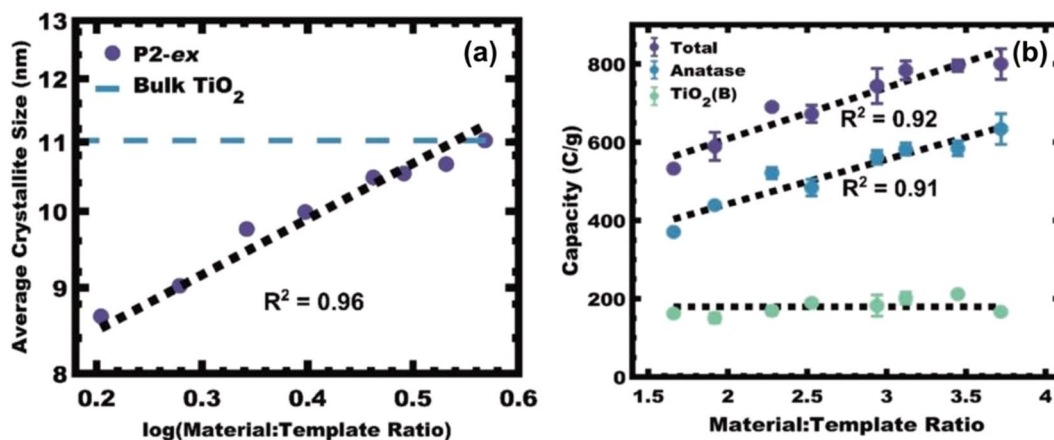 13
12
11
10
9
8
Average Crystallite Size (nm)
P2-ex
Bulk TiO2
(a)
R2 = 0.96
0.2 0.3 0.4 0.5 0.6
log(Material:Template Ratio)
800
600
400
200
0
Capacity (C/g)
Total
Anatase
TiO2(B)
(b)
R2 = 0.92
R2 = 0.91
1.5 2 2.5 3 3.5 4
Material:Template Ratio